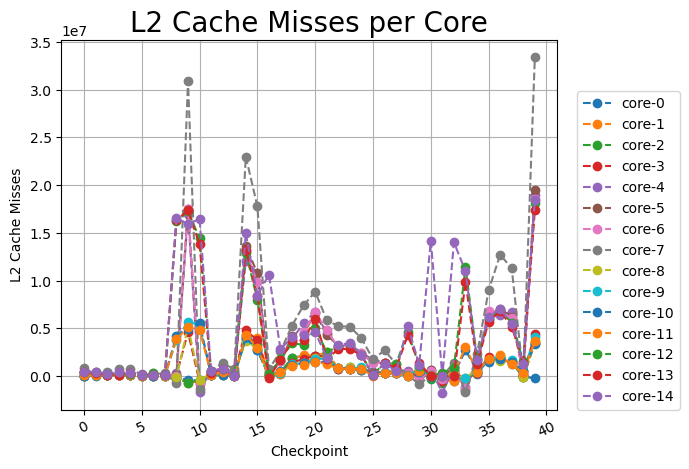 L2 Cache Misses per Core
1e7
3.5
3.0
2.5
2.0
1.5
1.0
0.5
0.0
L2 Cache Misses
0
5
10
15
20
25
30
35
40
Checkpoint
core-0
core-1
core-2
core-3
core-4
core-5
core-6
core-7
core-8
core-9
core-10
core-11
core-12
core-13
core-14